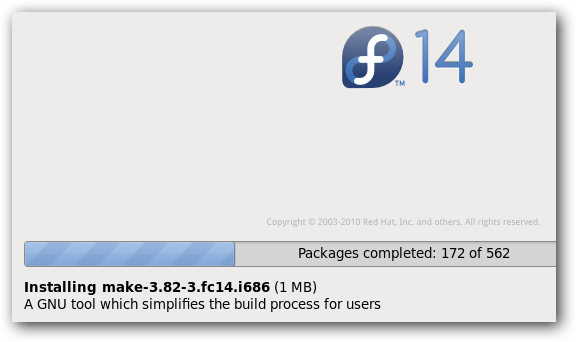 f™ 14
Copyright © 2003-2010 Red Hat, Inc. and others. All rights reserved.
Packages completed: 172 of 562
Installing make-3.82-3.fc14.i686 (1 MB)
A GNU tool which simplifies the build process for users